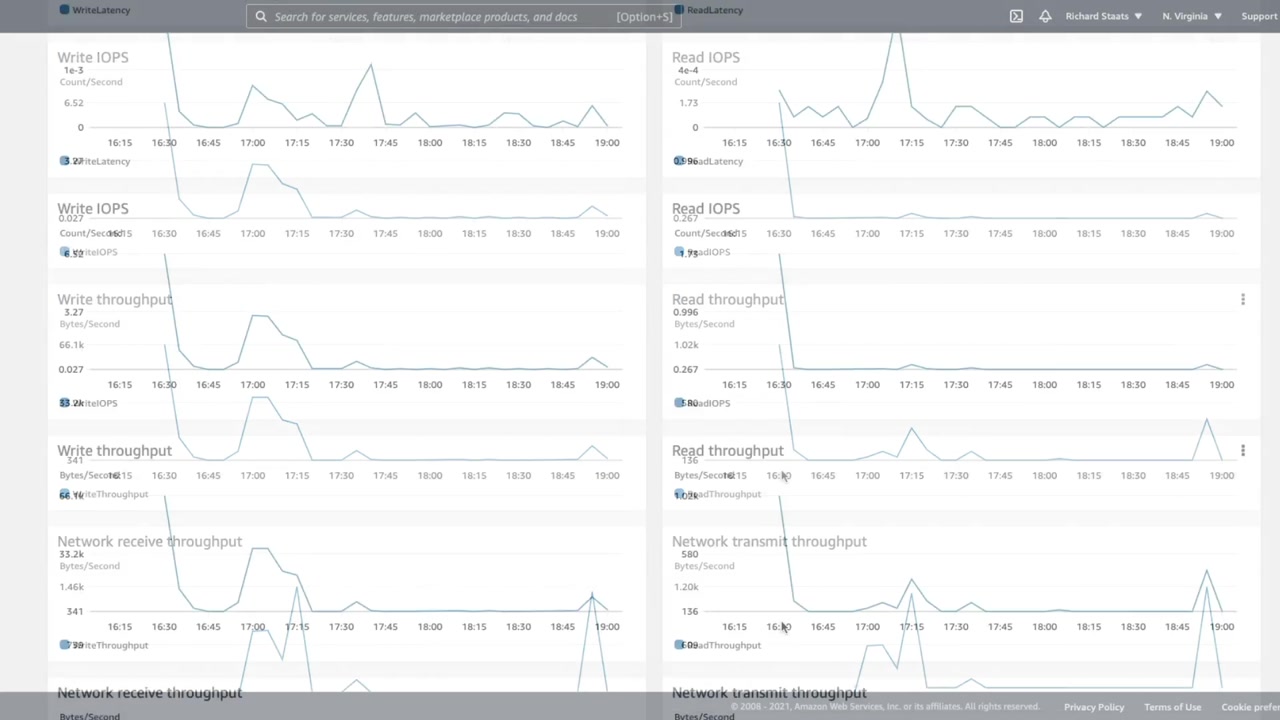 WriteLatency
Search for services, features, marketplace products, and docs [Option+S]
ReadLatency
Richard Staats ▼ N. Virginia ▼ Support
Write IOPS
1e-3
Count/Second
6.52
0
16:15 16:30 16:45 17:00 17:15 17:30 17:45 18:00 18:15 18:30 18:45 19:00
WriteLatency
Read IOPS
4e-4
Count/Second
1.73
0
16:15 16:30 16:45 17:00 17:15 17:30 17:45 18:00 18:15 18:30 18:45 19:00
0.996
ReadLatency
Write IOPS
0.027
Count/Second
16:15 16:30 16:45 17:00 17:15 17:30 17:45 18:00 18:15 18:30 18:45 19:00
6.52
WriteIOPS
Read IOPS
0.267
Count/Second
16:15 16:30 16:45 17:00 17:15 17:30 17:45 18:00 18:15 18:30 18:45 19:00
1.73
ReadIOPS
Write throughput
3.27
Bytes/Second
66.1k
0.027
16:15 16:30 16:45 17:00 17:15 17:30 17:45 18:00 18:15 18:30 18:45 19:00
33.2k
WriteIOPS
Read throughput
0.996
Bytes/Second
1.02k
0.267
16:15 16:30 16:45 17:00 17:15 17:30 17:45 18:00 18:15 18:30 18:45 19:00
580
ReadIOPS
Write throughput
341
Bytes/Second
16:15 16:30 16:45 17:00 17:15 17:30 17:45 18:00 18:15 18:30 18:45 19:00
66.1k
WriteThroughput
Read throughput
136
Bytes/Second
16:15 16:30 16:45 17:00 17:15 17:30 17:45 18:00 18:15 18:30 18:45 19:00
1.02k
ReadThroughput
Network receive throughput
33.2k
Bytes/Second
1.46k
341
16:15 16:30 16:45 17:00 17:15 17:30 17:45 18:00 18:15 18:30 18:45 19:00
WriteThroughput
Network transmit throughput
580
Bytes/Second
1.20k
136
16:15 16:30 16:45 17:00 17:15 17:30 17:45 18:00 18:15 18:30 18:45 19:00
ReadThroughput
Network receive throughput
Bytes/Second
Network transmit throughput
Bytes/Second
© 2008 - 2021, Amazon Web Services, Inc. or its affiliates. All rights reserved. Privacy Policy Terms of Use Cookie prefer